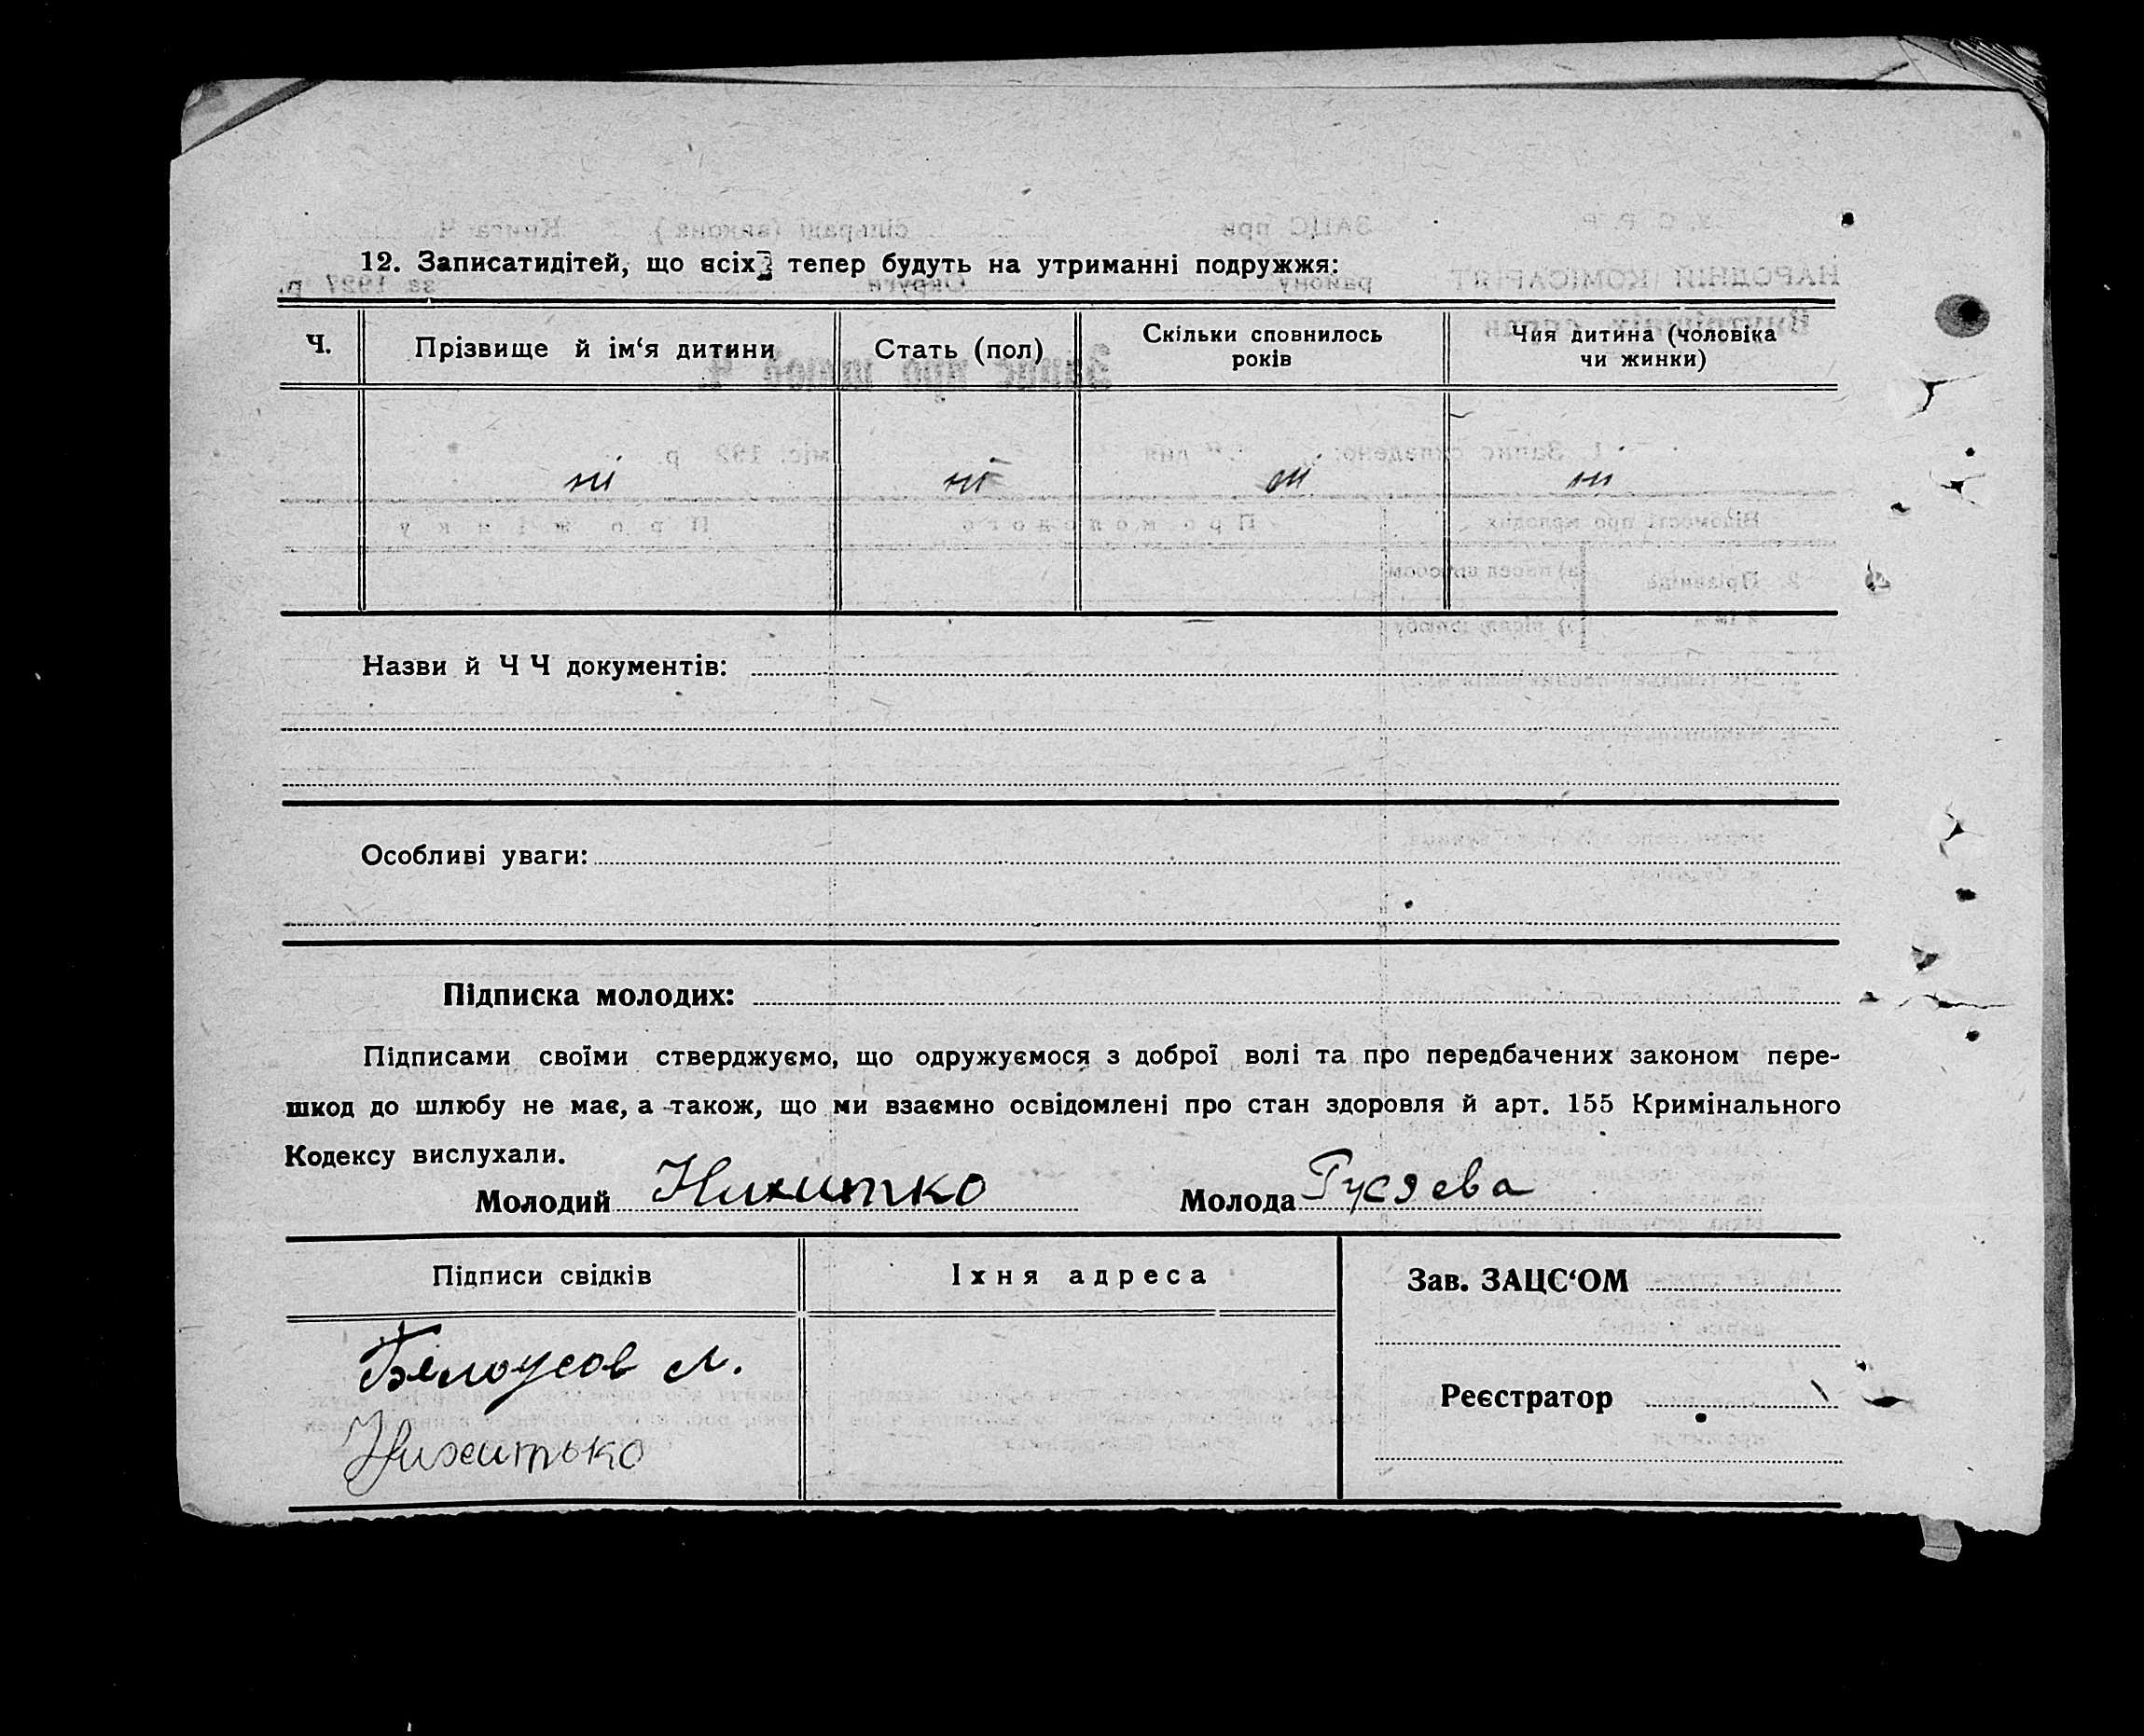 12. Записатидітей, що всіх тепер будуть на утриманні подружжя:
Ч.
Прізвище й ім‘я дитини
Стать (пол)
Скільки сповнилось
років
Чия дитина (чоловіка
чи жинки)
ні ні ні ні
Назви й Ч Ч документів:
Особливі уваги:
Підписка молодих:
Підписами своїми стверджуємо, що одружуємося з доброї волі та про передбачених законом пере-
шкод до шлюбу не має, а також, що ми взаємно освідомлені про стан здоровля й арт. 155 Кримінального
Кодексу вислухали.
Молодий Никитко Молода Гусяева
Підписи свідків
Їхня адреса
Зав. ЗАЦС‘ОМ
Белоусов
Реєстратор